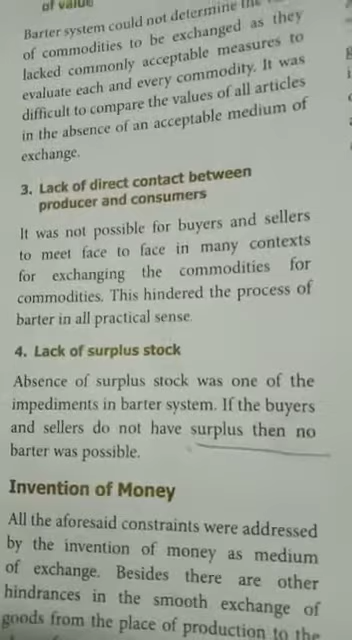 of value
Barter system could not determine the
of commodities to be exchanged as they
lacked commonly acceptable measures to
evaluate each and every commodity. It was
difficult to compare the values of all articles
in the absence of an acceptable medium of
exchange.
3. Lack of direct contact between
producer and consumers
It was not possible for buyers and sellers
to meet face to face in many contexts
for exchanging the commodities for
commodities. This hindered the process of
barter in all practical sense.
4. Lack of surplus stock
Absence of surplus stock was one of the
impediments in barter system. If the buyers
and sellers do not have surplus then no
barter was possible.
Invention of Money
All the aforesaid constraints were addressed
by the invention of money as medium
of exchange. Besides there are other
hindrances in the smooth exchange of
goods from the place of production to the